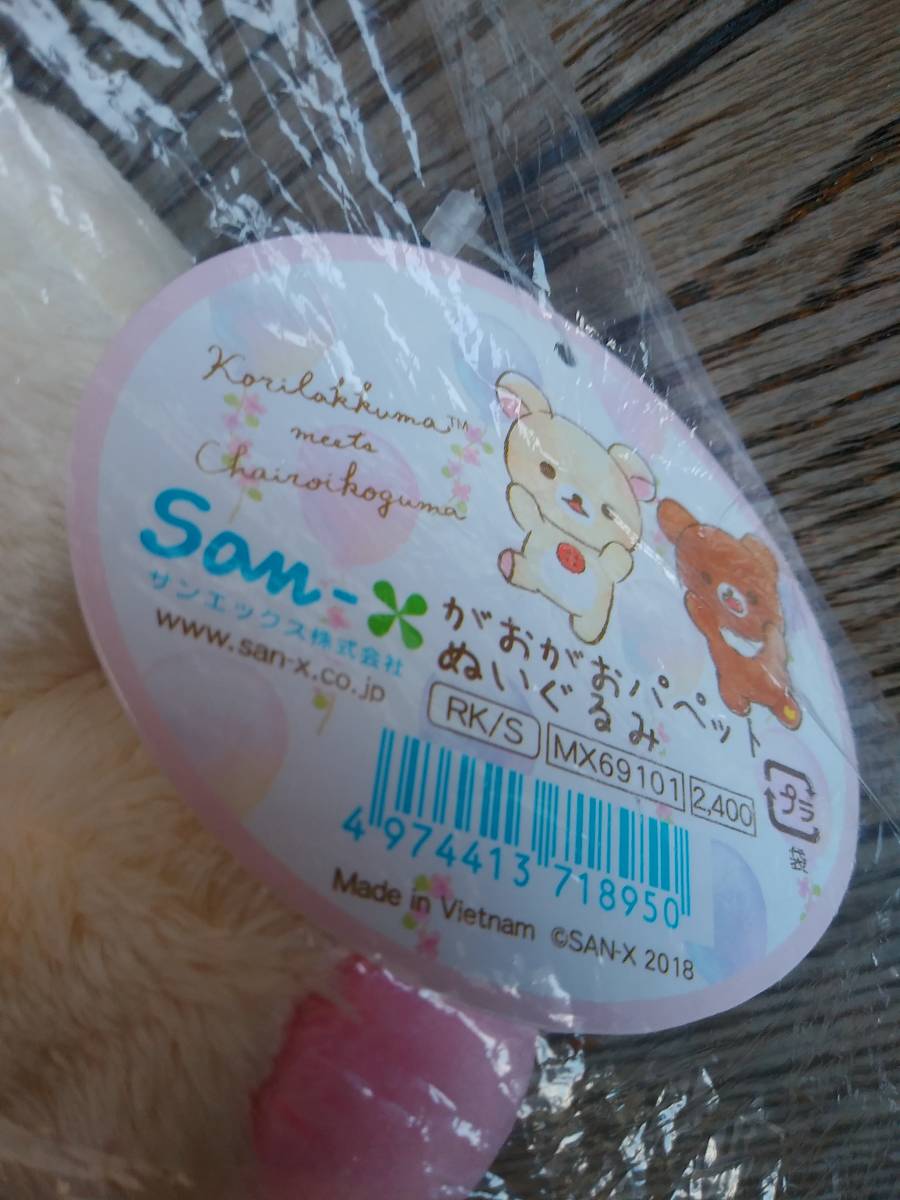 Korilakkuma™
meets
Chairoikoguma
San-X
サンエックス株式会社
www.san-x.co.jp
がおがおパペット
ぬいぐるみ
RK/S MX69101 2,400
プラ
袋
4 974413 718950
Made in Vietnam ©SAN-X 2018